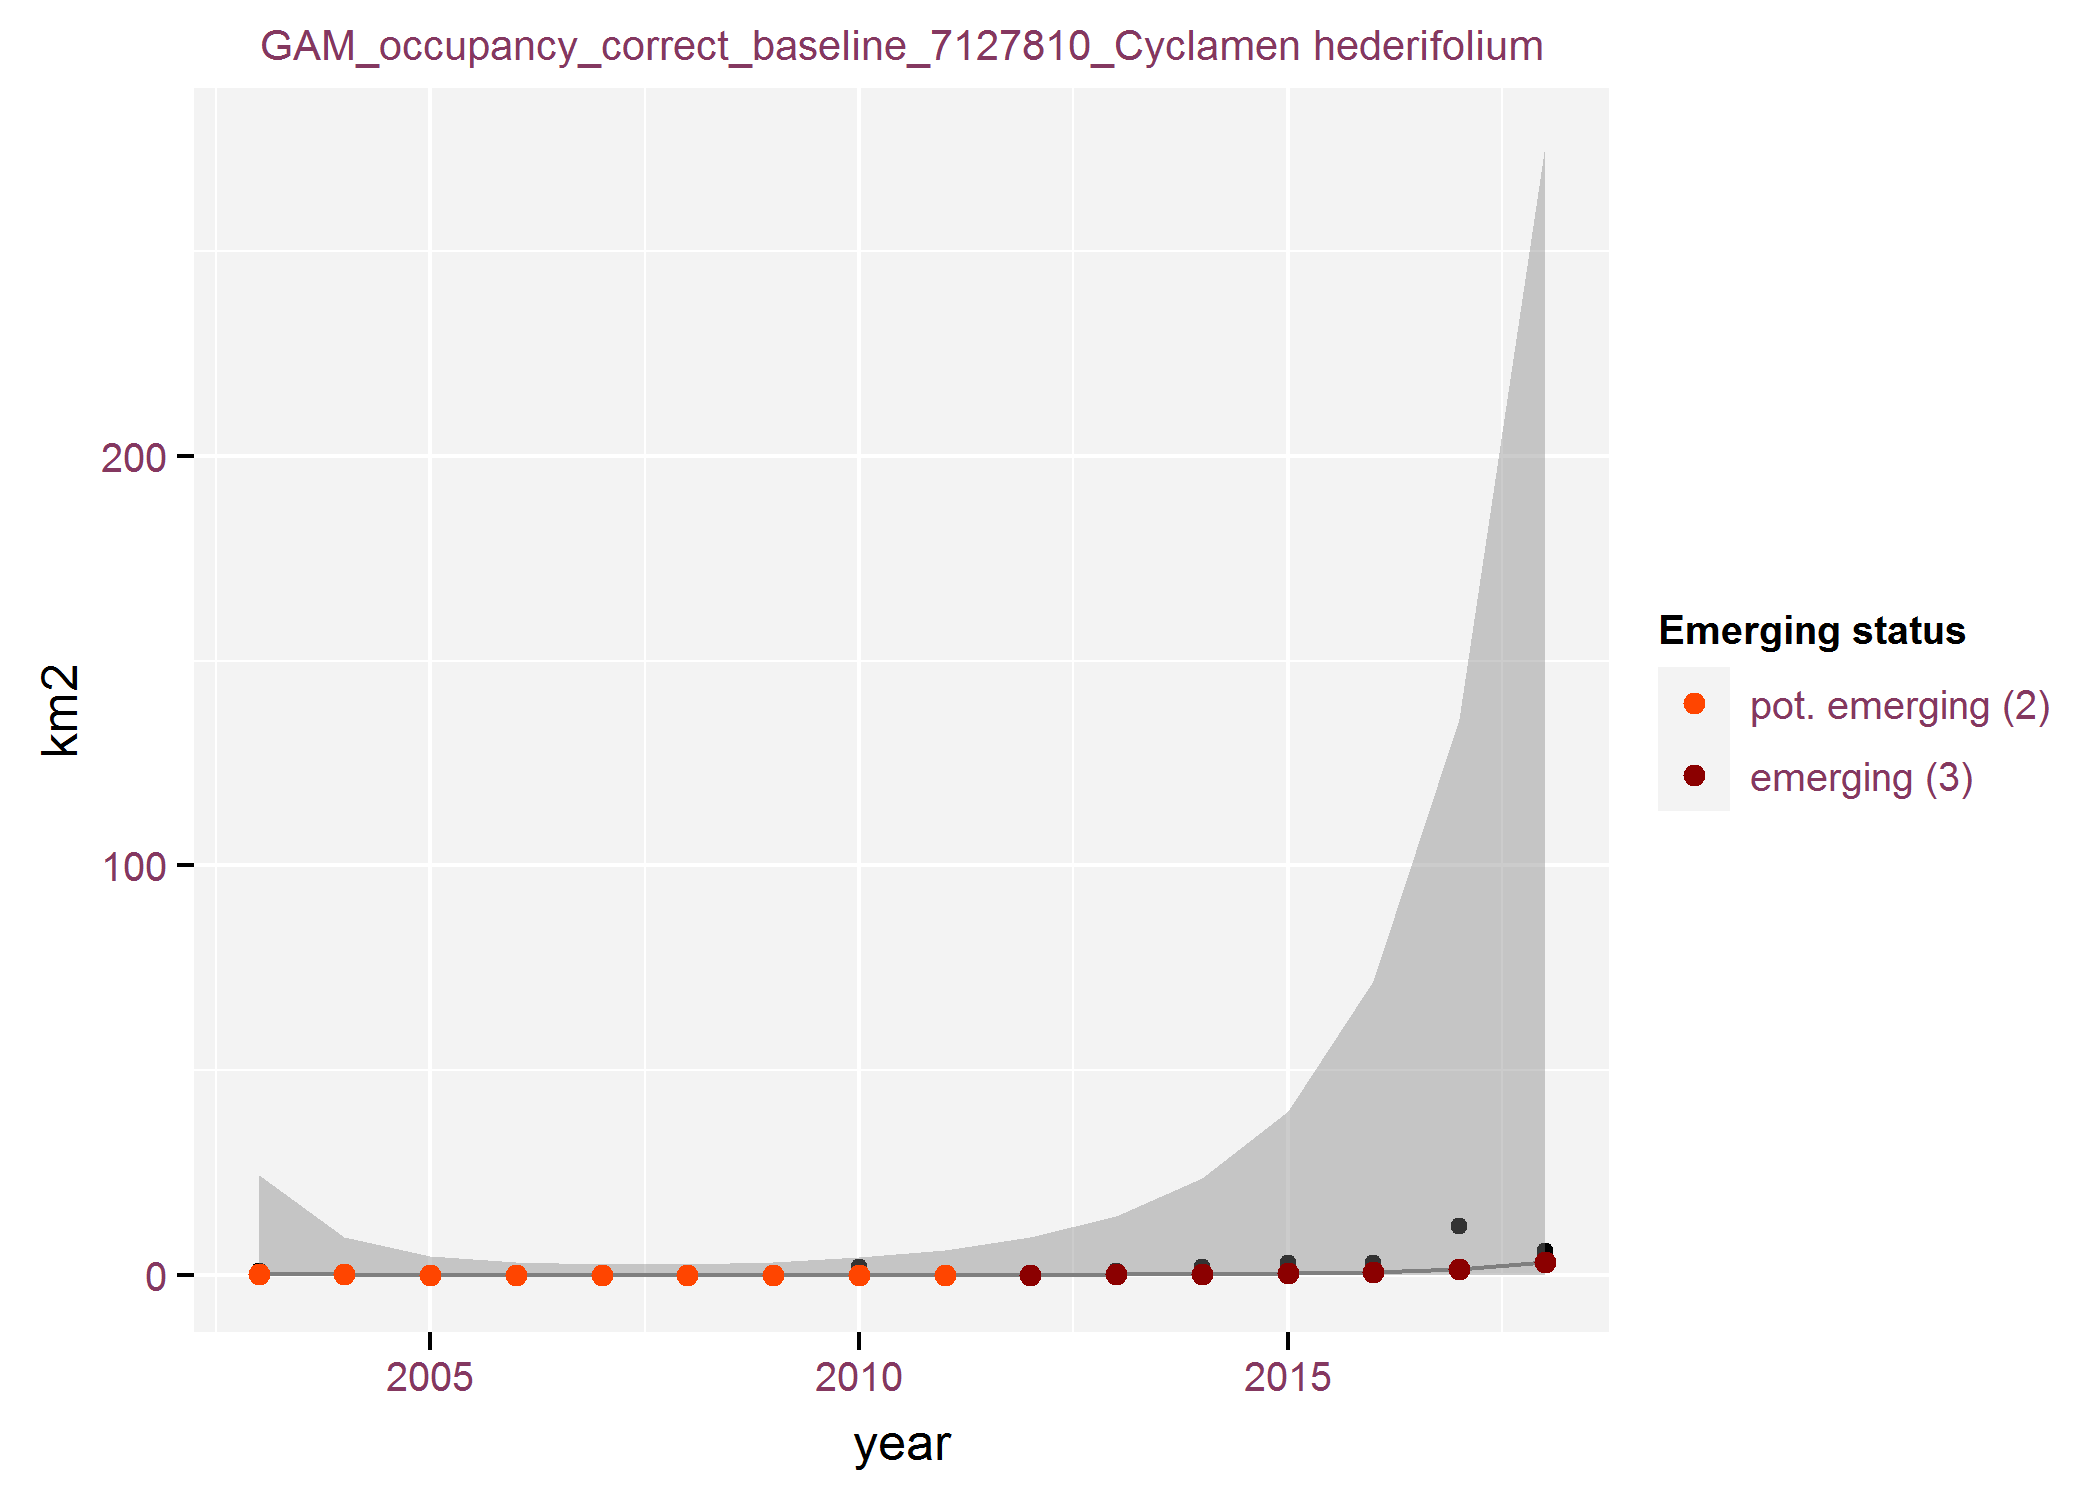 GAM_occupancy_correct_baseline_7127810_Cyclamen hederifolium
km2
200
100
0
2005
2010
2015
year
Emerging status
pot. emerging (2)
emerging (3)